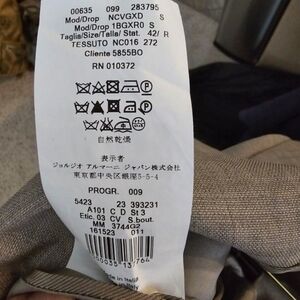 00635 099 283795
Mod/Drop NCVGXD S
Mod/Drop 1BGXR0 S
Taglia/Size/Talla/ Stat. 42/ R
TESSUTO NC016 272
Cliente 5855BO
RN 010372
自然乾燥
表示者
ジョルジオ アルマーニ ジャパン株式会社
東京都中央区銀座5-5-4
PROGR. 009
5423 23 393231
A101 C D St3
Etic. 03 CV S.bout.
MM 3744G2
161523 011